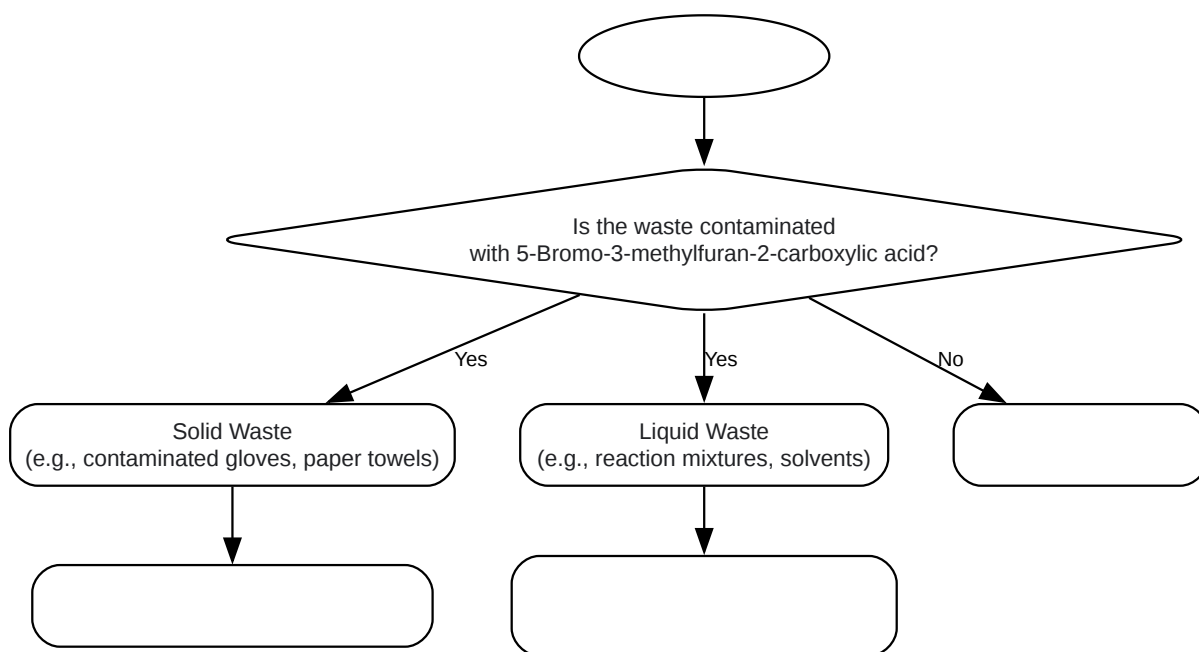 Is the waste contaminated
with 5-Bromo-3-methylfuran-2-carboxylic acid?
Yes
Yes
No
Solid Waste
(e.g., contaminated gloves, paper towels)
Liquid Waste
(e.g., reaction mixtures, solvents)